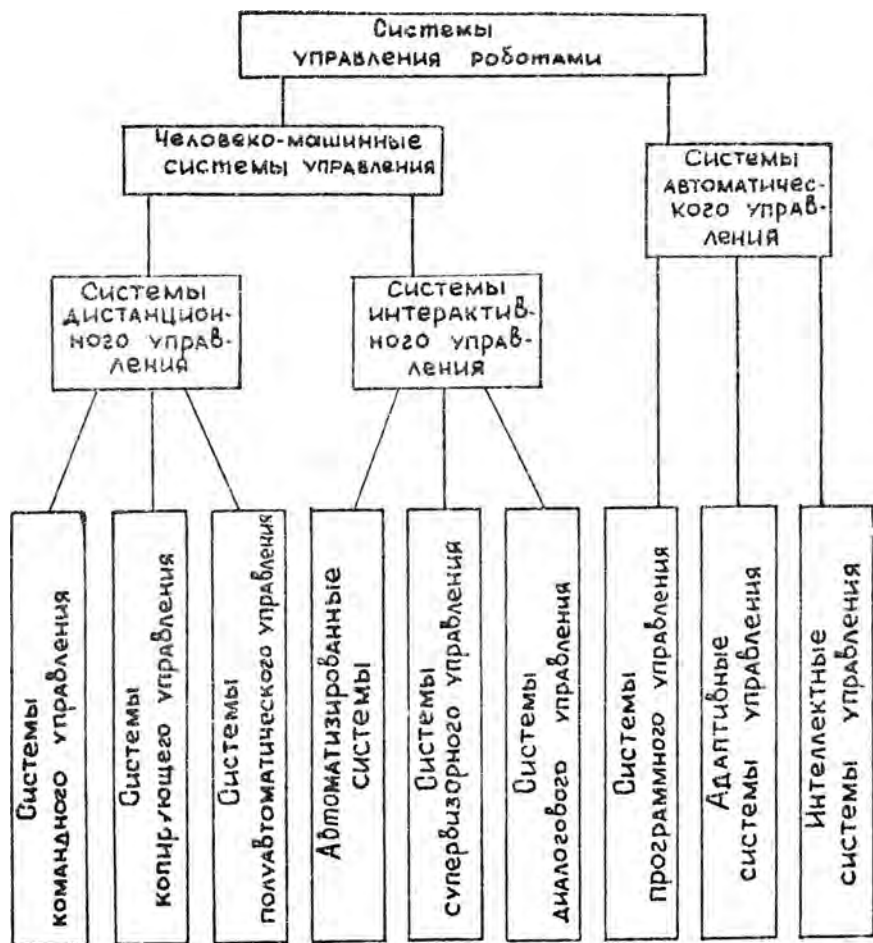 Системы
управления роботами
Человеко-машинные
системы управления
Системы
автоматичес-
кого управ-
ления
Системы
дистанцион-
ного управ-
ления
Системы
интерактив-
ного управ-
ления
Системы
командного управления
Системы
копирующего управления
Системы
полуавтоматического управления
Автоматизированные
системы
Системы
супервизорного управления
Системы
диалогового управления
Системы
программного управления
Адаптивные
системы управления
Интеллектные
системы управления